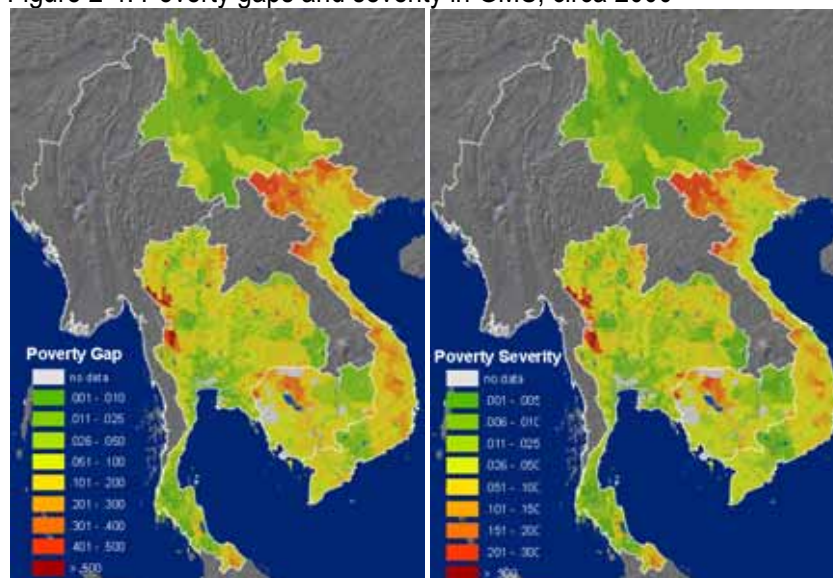 Poverty Gap
no data
.001 - .010
.011 - .025
.026 - .050
.051 - .100
.101 - .200
.201 - .300
.301 - .400
.401 - .500
> .500
Poverty Severity
no data
.001 - .005
.006 - .010
.011 - .025
.026 - .050
.051 - .100
.101 - .150
.151 - .200
.201 - .300